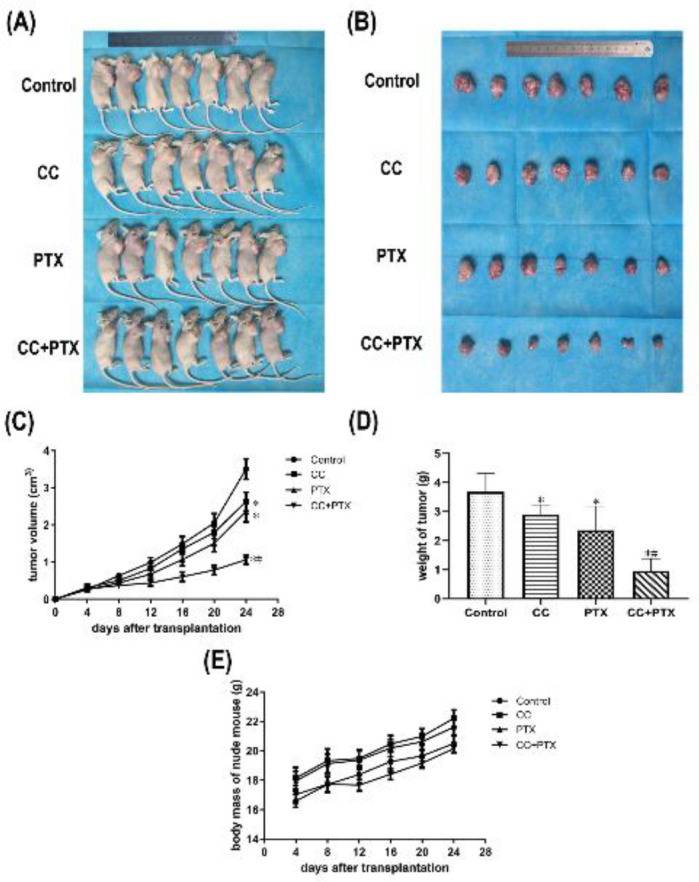 (A)
Control
CC
PTX
CC+PTX
(B)
Control
CC
PTX
CC+PTX
(C)
tumor volume (cm³)
4
3
2
1
0
0 4 8 12 16 20 24 28
days after transplantation
Control
CC
PTX
CC+PTX
*
*
*#
(D)
weight of tumor (g)
5
4
3
2
1
0
*
*
*#
Control CC PTX CC+PTX
(E)
body mass of nude mouse (g)
24
22
20
18
16
14
0 4 8 12 16 20 24 28
days after transplantation
Control
CC
PTX
CC+PTX